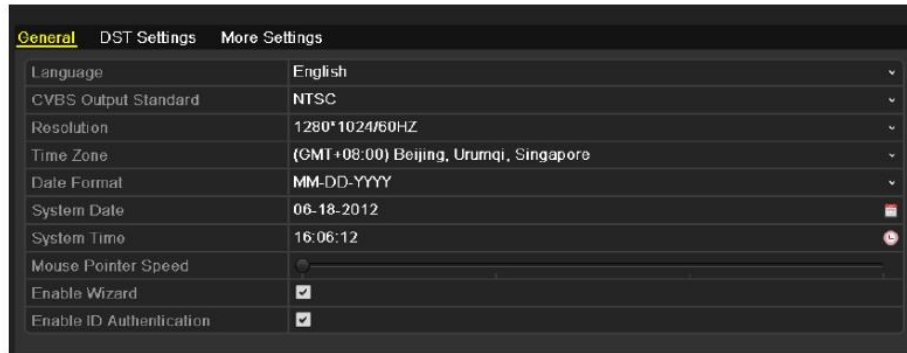 General DST Settings More Settings
Language English
CVBS Output Standard NTSC
Resolution 1280*1024/60HZ
Time Zone (GMT+08:00) Beijing, Urumqi, Singapore
Date Format MM-DD-YYYY
System Date 06-18-2012
System Time 16:06:12
Mouse Pointer Speed
Enable Wizard
Enable ID Authentication